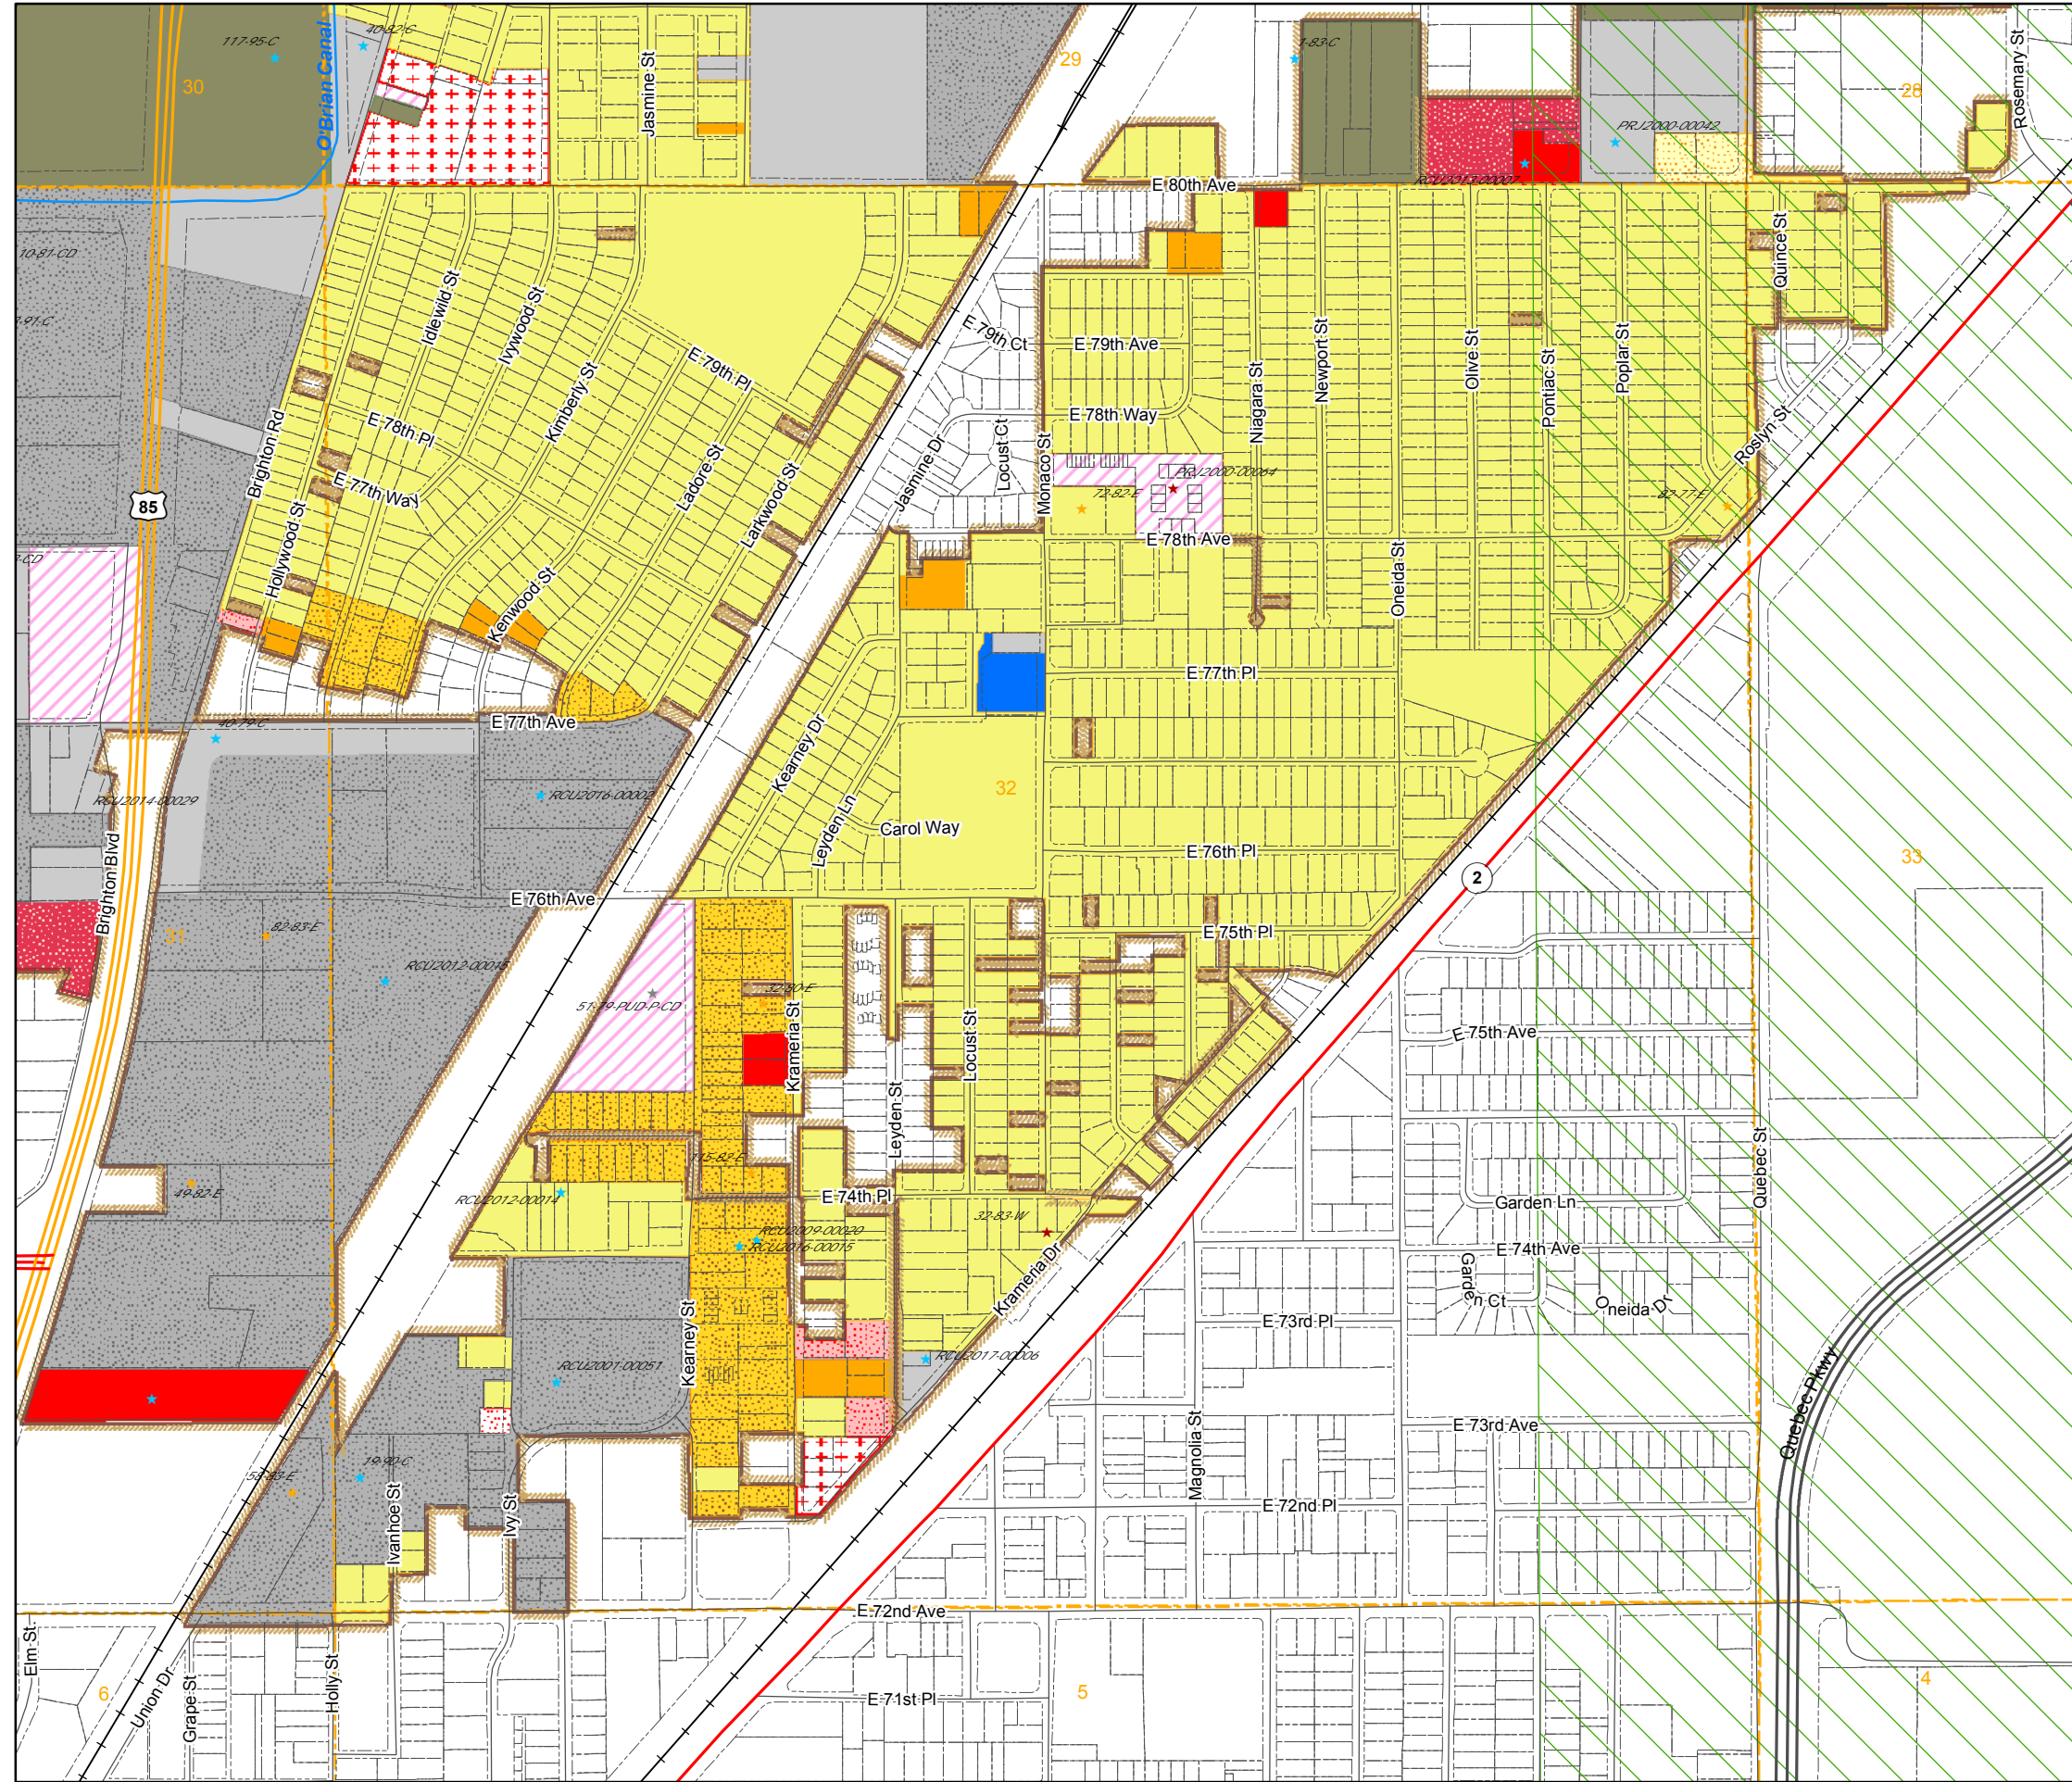 117-95-C
40-82-C
O'Brian Canal
30
Jasmine St
29
1-83-C
28
Rosemary St
PRJ2000-00042
E 80th Ave
RCU2017-00007
10-81-CD
Idlewild St
Ivywood St
Quince St
E 79th Ct
E 79th Ave
E 79th Pl
Niagara St
Newport St
Olive St
Pontiac St
Poplar St
Kimberly St
E 78th Way
E 78th Pl
Brighton Rd
Ladore St
Larkwood St
Jasmine Dr
Locust Ct
Monaco St
Roslyn St
PRJ2000-00064
72-82-E
82-77-E
E 77th Way
85
Hollywood St
E 78th Ave
-CD
Kenwood St
Oneida St
E 77th Pl
E 77th Ave
40-79-C
Kearney Dr
32
RCU2014-00029
RCU2016-00002
Leyden Ln
Carol Way
E 76th Pl
33
Brighton Blvd
2
E 76th Ave
31
82-83-E
E 75th Pl
RCU2012-00016
32-80-E
51-79-PUD-P-CD
Krameria St
Locust St
E 75th Ave
Leyden St
115-82-E
Quebec St
49-82-E
RCU2012-00014
E 74th Pl
Garden Ln
32-83-W
RCU2009-00020
RCU2016-00015
E 74th Ave
Krameria Dr
Garden Ct
Oneida Dr
E 73rd Pl
Kearney St
RCU2001-00051
RCU2017-00006
Quebec Pkwy
E 73rd Ave
Magnolia St
19-90-C
58-83-E
Ivanhoe St
Ivy St
E 72nd Pl
E 72nd Ave
Elm St
Union Dr
Grape St
Holly St
6
E 71st Pl
5
4